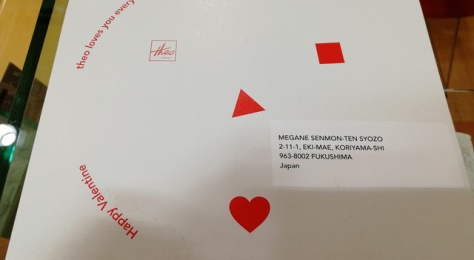 theo loves you every
theo
MEGANE SENMON-TEN SYOZO
2-11-1, EKI-MAE, KORIYAMA-SHI
963-8002 FUKUSHIMA
Japan
Happy Valentine